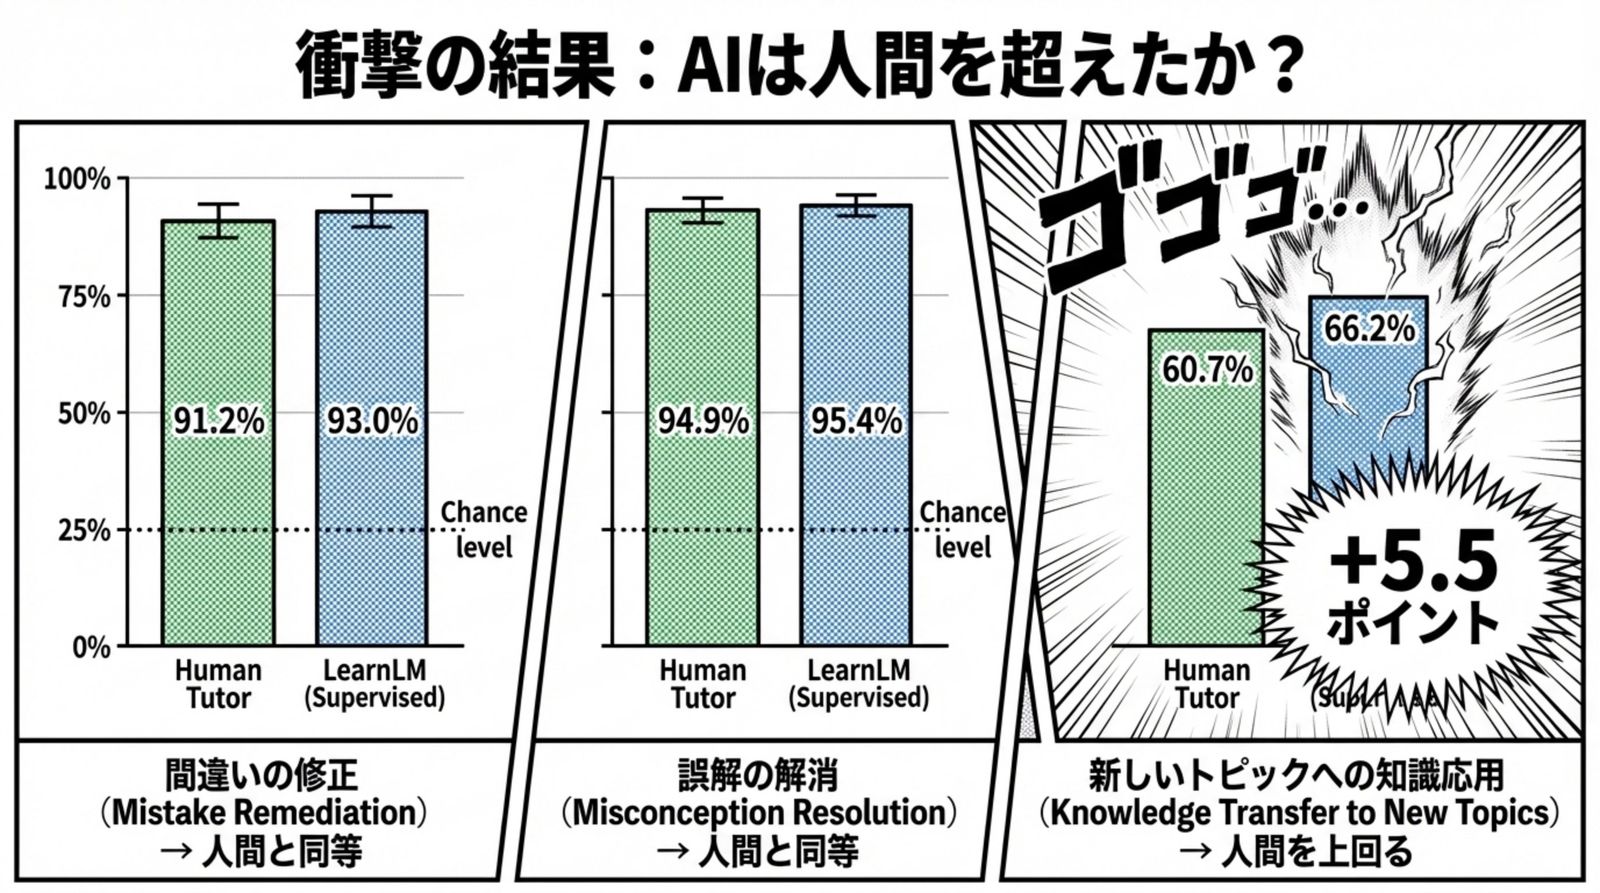 衝撃の結果：AIは人間を超えたか？
100%
75%
50%
25%
0%
91.2%
93.0%
Chance
level
Human
Tutor
LearnLM
(Supervised)
間違いの修正
（Mistake Remediation）
→ 人間と同等
94.9%
95.4%
Chance
level
Human
Tutor
LearnLM
(Supervised)
誤解の解消
（Misconception Resolution）
→ 人間と同等
ゴゴゴ…
60.7%
66.2%
+5.5
ポイント
Human
Tutor
新しいトピックへの知識応用
（Knowledge Transfer to New Topics）
→ 人間を上回る